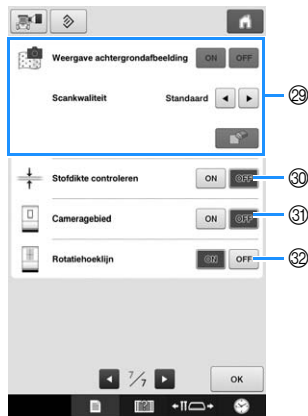 Weergave achtergrondafbeelding ON OFF
Scankwaliteit Standaard
㉙
Stofdikte controleren ON OFF
㉚
Cameragebied ON OFF
㉛
Rotatiehoeklijn ON OFF
㉜
7/7 OK